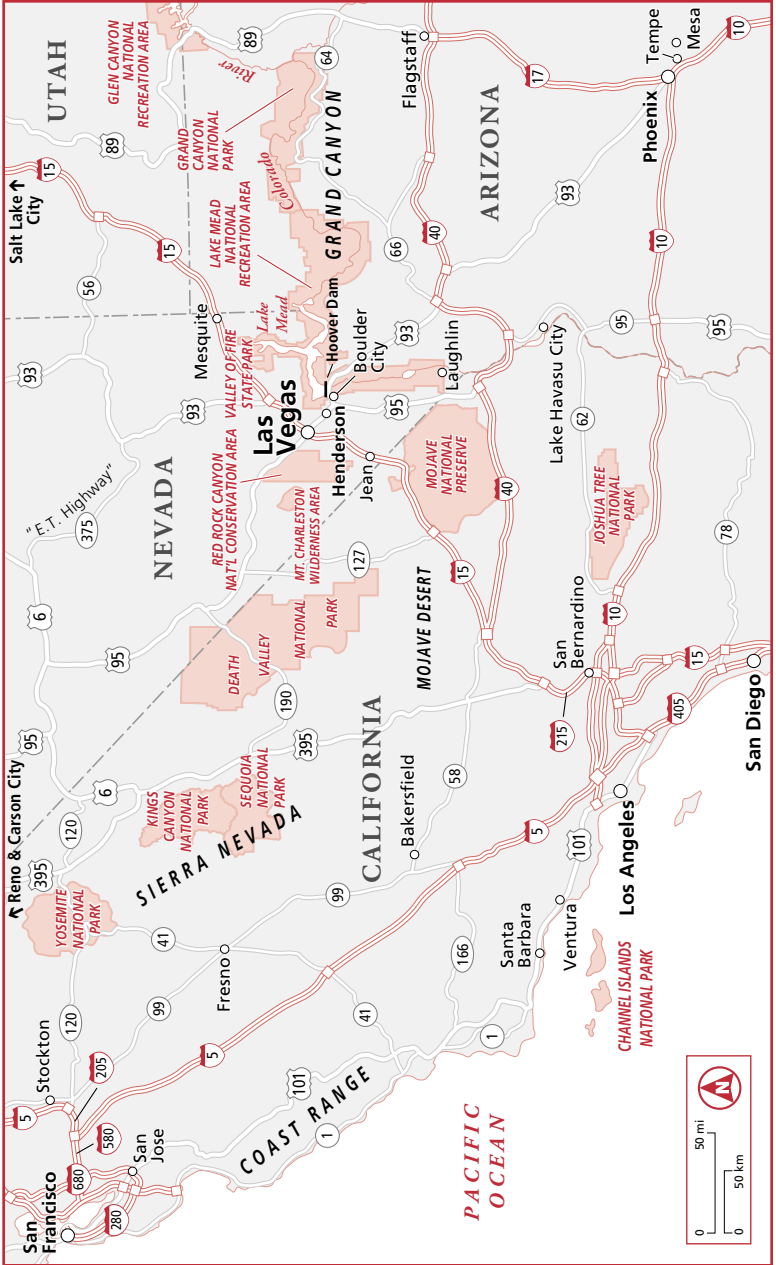 Salt Lake
City
Reno & Carson City
UTAH
NEVADA
CALIFORNIA
ARIZONA
GLEN CANYON
NATIONAL
RECREATION AREA
GRAND
CANYON
NATIONAL
PARK
LAKE MEAD
NATIONAL
RECREATION AREA
GRAND CANYON
Colorado
River
Lake
Mead
Hoover Dam
Boulder
City
VALLEY OF FIRE
STATE PARK
Mesquite
Las
Vegas
Henderson
Jean
Laughlin
RED ROCK CANYON
NAT'L CONSERVATION AREA
MT. CHARLESTON
WILDERNESS AREA
"E.T. Highway"
MOJAVE
NATIONAL
PRESERVE
MOJAVE DESERT
DEATH
VALLEY
NATIONAL
PARK
KINGS
CANYON
NATIONAL
PARK
SEQUOIA
NATIONAL
PARK
SIERRA NEVADA
YOSEMITE
NATIONAL
PARK
Flagstaff
Phoenix
Tempe
Mesa
Lake Havasu City
JOSHUA TREE
NATIONAL
PARK
San
Bernardino
Bakersfield
Fresno
Stockton
San
Francisco
San
Jose
COAST RANGE
Santa
Barbara
Ventura
Los Angeles
San Diego
CHANNEL ISLANDS
NATIONAL PARK
PACIFIC
OCEAN
15
89
89
64
17
10
56
15
93
93
66
40
93
10
375
93
95
95
95
62
6
95
127
15
40
78
95
190
395
10
15
215
405
6
120
395
58
5
101
41
99
166
120
99
5
41
1
5
205
580
680
280
101
1
0
50 mi
0
50 km
N